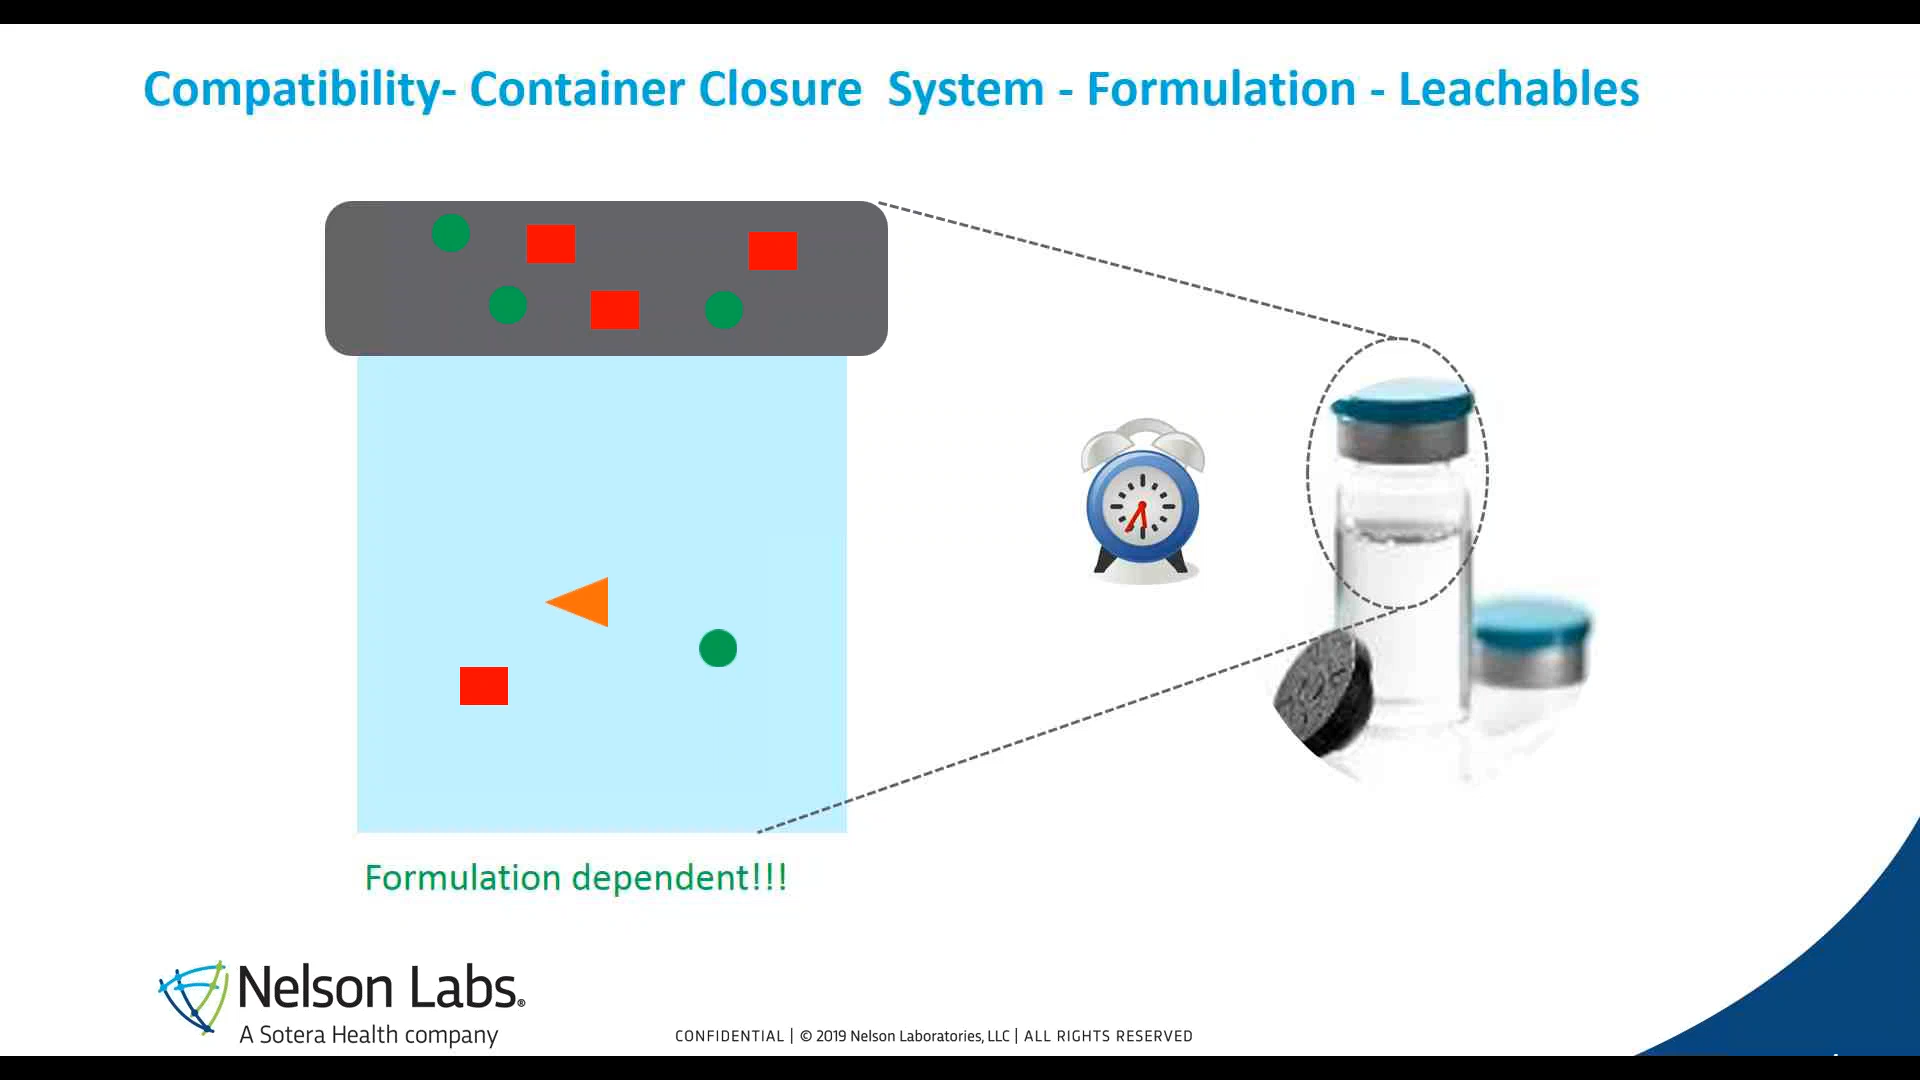 Compatibility- Container Closure  System - Formulation - Leachables
Formulation dependent!!!
Nelson Labs®
A Sotera Health company
CONFIDENTIAL | © 2019 Nelson Laboratories, LLC | ALL RIGHTS RESERVED